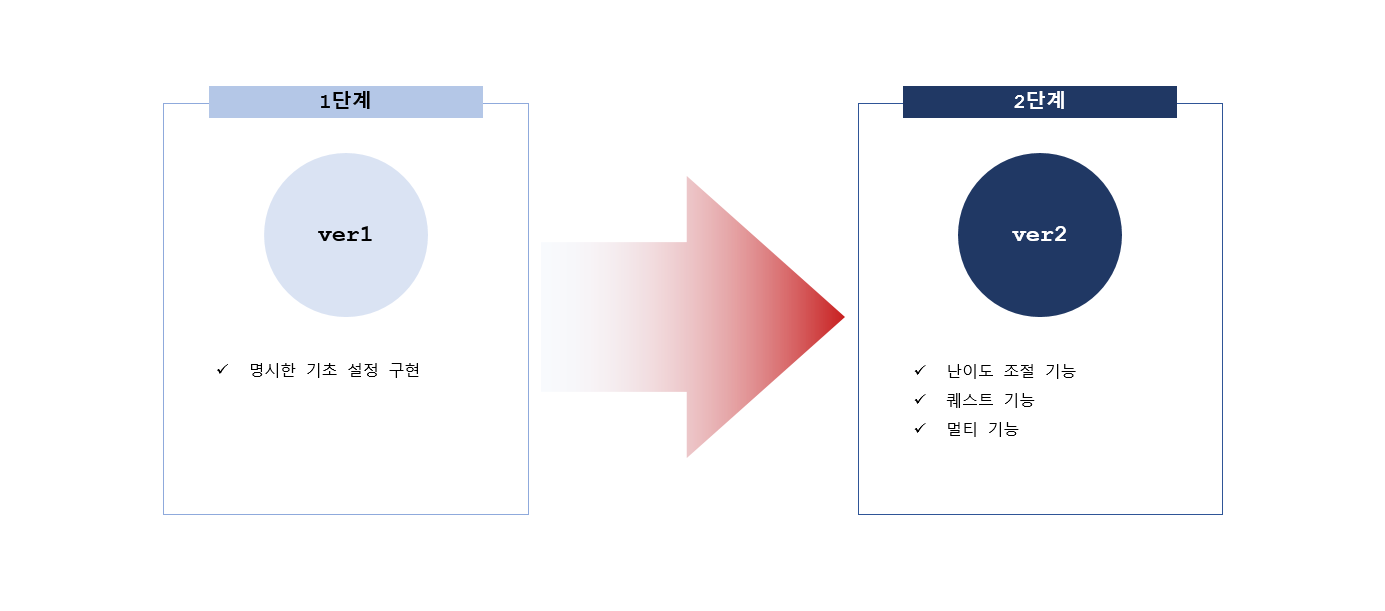 1단계
ver1
✓ 명시한 기초 설정 구현
2단계
ver2
✓ 난이도 조절 기능
✓ 퀘스트 기능
✓ 멀티 기능